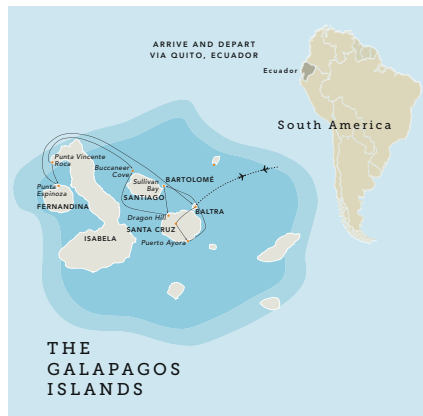 ARRIVE AND DEPART
VIA QUITO, ECUADOR
Ecuador
South America
Punta Vincente
Roca
Buccaneer
Cove
Sullivan
Bay
BARTOLOMÉ
Punta
Espinoza
SANTIAGO
FERNANDINA
BALTRA
Dragon Hill
SANTA CRUZ
ISABELA
Puerto Ayora
THE
GALAPAGOS
ISLANDS